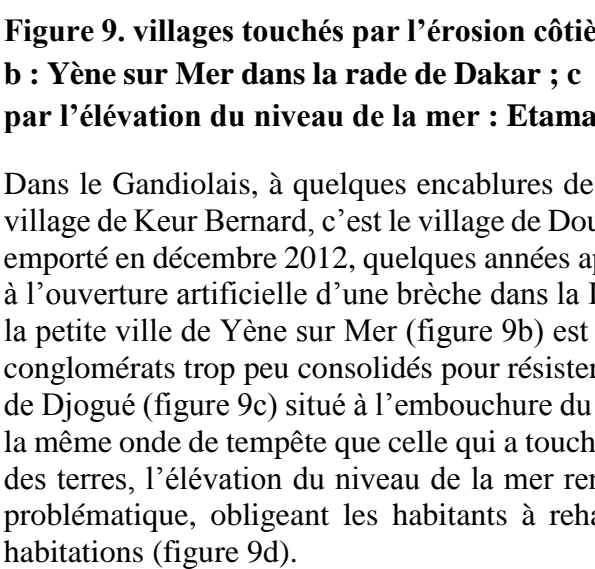 Figure 9. villages touchés par l’érosion côtiè
b : Yène sur Mer dans la rade de Dakar ; c
par l’élévation du niveau de la mer : Etama
Dans le Gandiolais, à quelques encablures de
village de Keur Bernard, c’est le village de Dou
emporté en décembre 2012, quelques années a
à l’ouverture artificielle d’une brèche dans la
la petite ville de Yène sur Mer (figure 9b) est
conglomérats trop peu consolidés pour résister
de Djogué (figure 9c) situé à l’embouchure du
la même onde de tempête que celle qui a touch
des terres, l’élévation du niveau de la mer ren
problématique, obligeant les habitants à reha
habitations (figure 9d).